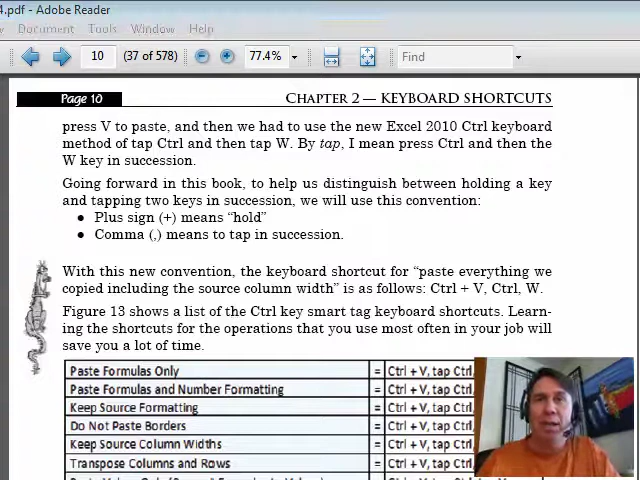 4.pdf - Adobe Reader
Document Tools Window Help
10 (37 of 578) 77.4% Find
Page 10 CHAPTER 2 — KEYBOARD SHORTCUTS
press V to paste, and then we had to use the new Excel 2010 Ctrl keyboard
method of tap Ctrl and then tap W. By tap, I mean press Ctrl and then the
W key in succession.
Going forward in this book, to help us distinguish between holding a key
and tapping two keys in succession, we will use this convention:
● Plus sign (+) means “hold”
● Comma (,) means to tap in succession.
With this new convention, the keyboard shortcut for “paste everything we
copied including the source column width” is as follows: Ctrl + V, Ctrl, W.
Figure 13 shows a list of the Ctrl key smart tag keyboard shortcuts. Learn-
ing the shortcuts for the operations that you use most often in your job will
save you a lot of time.
Paste Formulas Only = Ctrl + V, tap Ctrl,
Paste Formulas and Number Formatting = Ctrl + V, tap Ctrl,
Keep Source Formatting = Ctrl + V, tap Ctrl,
Do Not Paste Borders = Ctrl + V, tap Ctrl,
Keep Source Column Widths = Ctrl + V, tap Ctrl,
Transpose Columns and Rows = Ctrl + V, tap Ctrl,